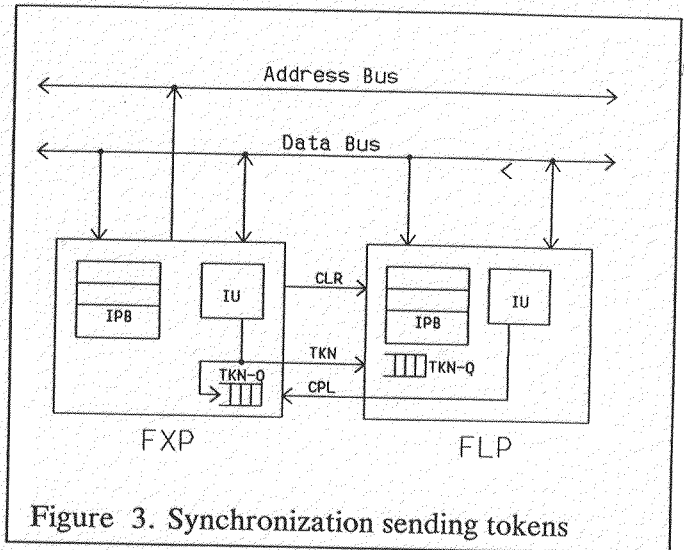 Address Bus
Data Bus
IPB
IU
CLR
IPB
IU
TKN
TKN-Q
TKN-Q
CPL
FXP
FLP
Figure 3. Synchronization sending tokens